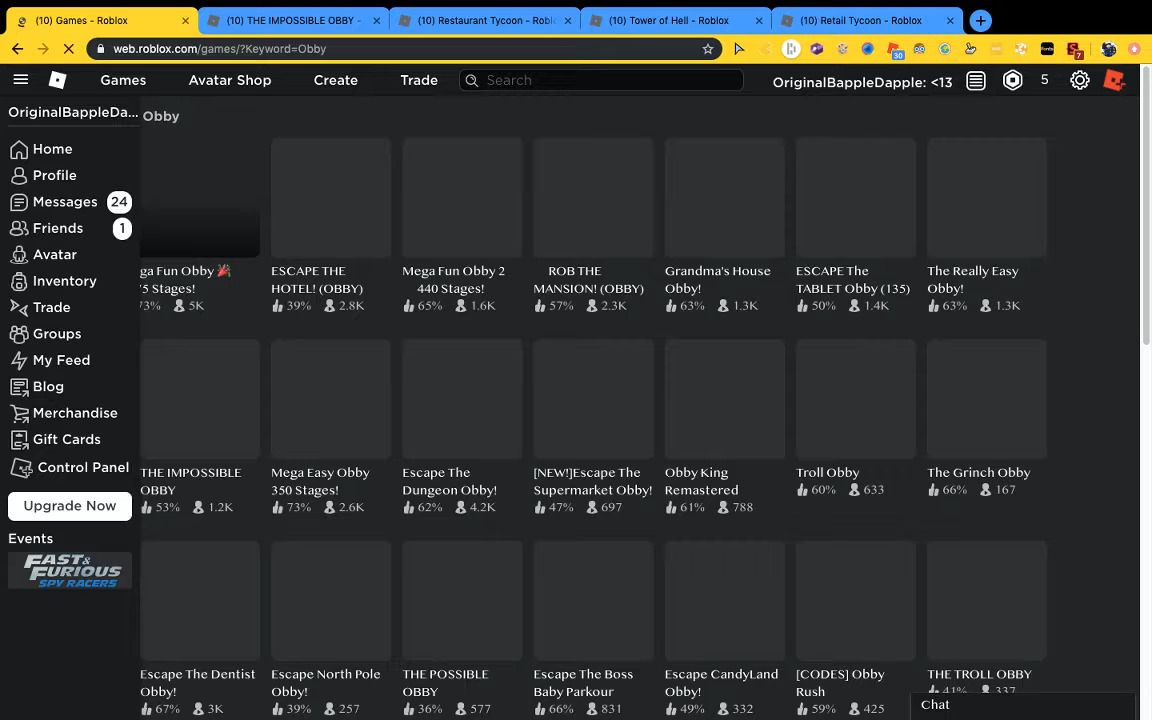 (10) Games - Roblox
(10) THE IMPOSSIBLE OBBY -
(10) Restaurant Tycoon - Roblo
(10) Tower of Hell - Roblox
(10) Retail Tycoon - Roblox
web.roblox.com/games/?Keyword=Obby
30
7
Games
Avatar Shop
Create
Trade
Search
OriginalBappleDapple: <13
5
OriginalBappleDa...
Home
Profile
Messages 24
Friends 1
Avatar
Inventory
Trade
Groups
My Feed
Blog
Merchandise
Gift Cards
Control Panel
Upgrade Now
Events
FAST & FURIOUS
SPY RACERS
Obby
ga Fun Obby 🎉
75 Stages!
73% 5K
ESCAPE THE
HOTEL! (OBBY)
39% 2.8K
Mega Fun Obby 2
440 Stages!
65% 1.6K
ROB THE
MANSION! (OBBY)
57% 2.3K
Grandma's House
Obby!
63% 1.3K
ESCAPE The
TABLET Obby (135)
50% 1.4K
The Really Easy
Obby!
63% 1.3K
THE IMPOSSIBLE
OBBY
53% 1.2K
Mega Easy Obby
350 Stages!
73% 2.6K
Escape The
Dungeon Obby!
62% 4.2K
[NEW!]Escape The
Supermarket Obby!
47% 697
Obby King
Remastered
61% 788
Troll Obby
60% 633
The Grinch Obby
66% 167
Escape The Dentist
Obby!
67% 3K
Escape North Pole
Obby!
39% 257
THE POSSIBLE
OBBY
36% 577
Escape The Boss
Baby Parkour
66% 831
Escape CandyLand
Obby!
49% 332
[CODES] Obby
Rush
59% 425
THE TROLL OBBY
41% 337
Chat